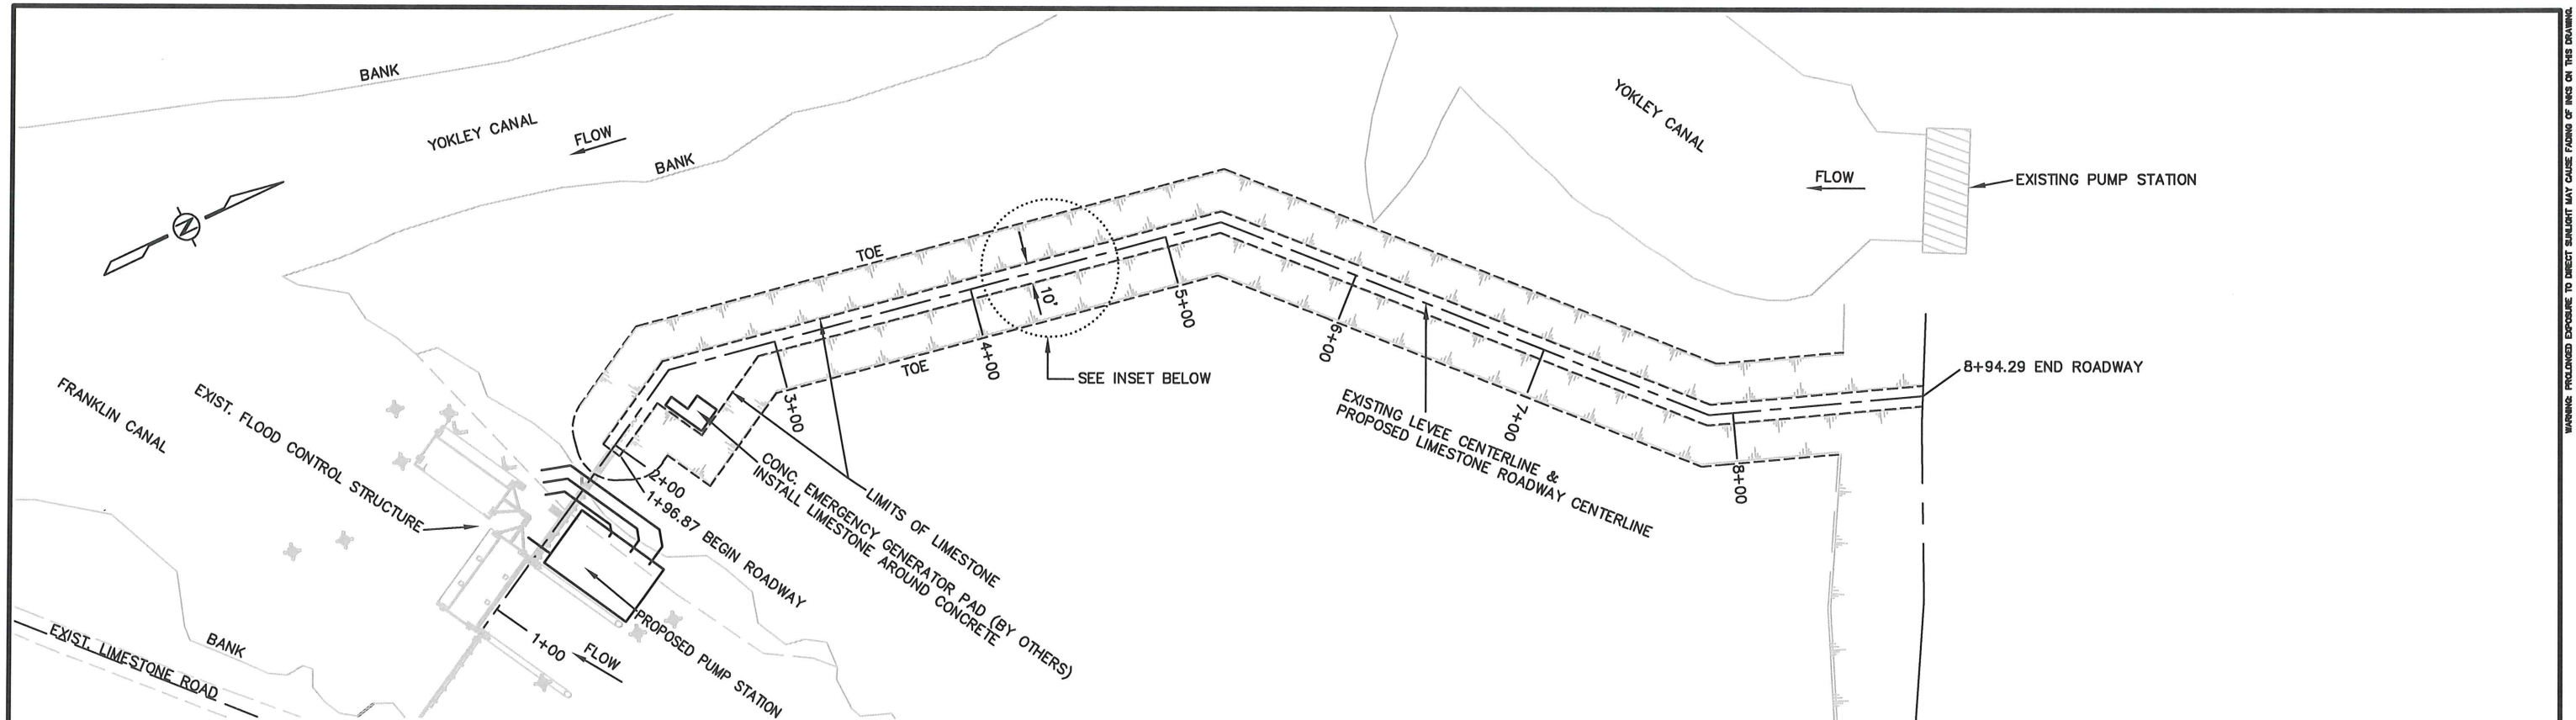 BANK
YOKLEY CANAL
FLOW
BANK
YOKLEY CANAL
FLOW
EXISTING PUMP STATION
N
TOE
10'
5+00
4+00
TOE
SEE INSET BELOW
6+00
7+00
8+00
8+94.29 END ROADWAY
EXISTING LEVEE CENTERLINE &
PROPOSED LIMESTONE ROADWAY CENTERLINE
3+00
FRANKLIN CANAL
EXIST. FLOOD CONTROL STRUCTURE
2+00
1+96.87 BEGIN ROADWAY
LIMITS OF LIMESTONE
CONC. EMERGENCY GENERATOR PAD (BY OTHERS)
INSTALL LIMESTONE AROUND CONCRETE
PROPOSED PUMP STATION
1+00
FLOW
BANK
EXIST. LIMESTONE ROAD
WARNING: PROLONGED EXPOSURE TO DIRECT SUNLIGHT MAY CAUSE FADING OF INKS ON THIS DRAWING.